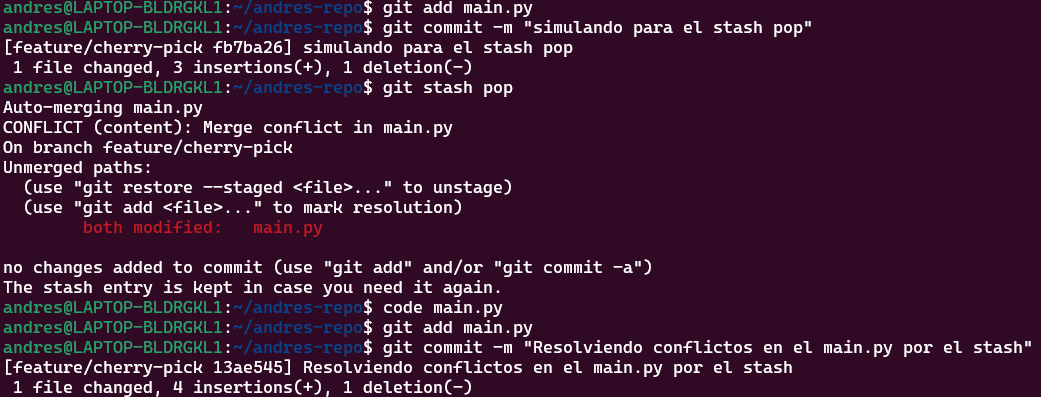 andres@LAPTOP-BLDRGKL1:~/andres-repo$ git add main.py
andres@LAPTOP-BLDRGKL1:~/andres-repo$ git commit -m "simulando para el stash pop"
[feature/cherry-pick fb7ba26] simulando para el stash pop
 1 file changed, 3 insertions(+), 1 deletion(-)
andres@LAPTOP-BLDRGKL1:~/andres-repo$ git stash pop
Auto-merging main.py
CONFLICT (content): Merge conflict in main.py
On branch feature/cherry-pick
Unmerged paths:
  (use "git restore --staged <file>..." to unstage)
  (use "git add <file>..." to mark resolution)
        both modified:   main.py

no changes added to commit (use "git add" and/or "git commit -a")
The stash entry is kept in case you need it again.
andres@LAPTOP-BLDRGKL1:~/andres-repo$ code main.py
andres@LAPTOP-BLDRGKL1:~/andres-repo$ git add main.py
andres@LAPTOP-BLDRGKL1:~/andres-repo$ git commit -m "Resolviendo conflictos en el main.py por el stash"
[feature/cherry-pick 13ae545] Resolviendo conflictos en el main.py por el stash
 1 file changed, 4 insertions(+), 1 deletion(-)